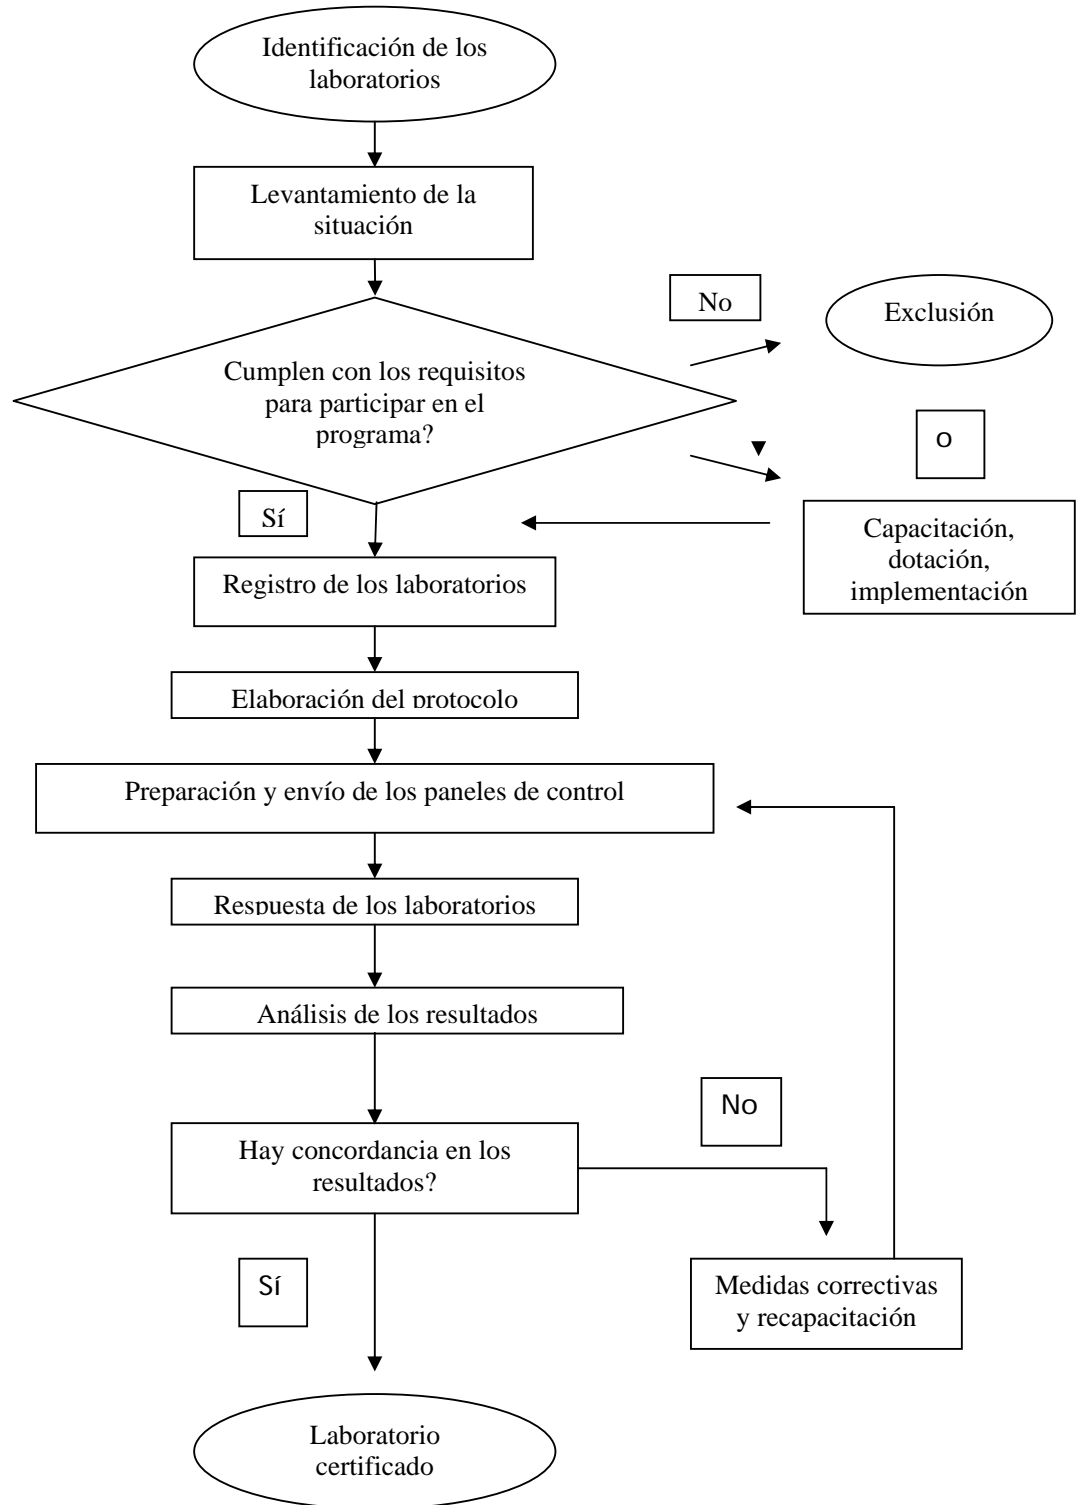 Identificación de los
laboratorios
Levantamiento de la
situación
No
Exclusión
Cumplen con los requisitos
para participar en el
programa?
o
Sí
Capacitación,
dotación,
implementación
Registro de los laboratorios
Elaboración del protocolo
Preparación y envío de los paneles de control
Respuesta de los laboratorios
Análisis de los resultados
No
Hay concordancia en los
resultados?
Sí
Medidas correctivas
y recapacitación
Laboratorio
certificado